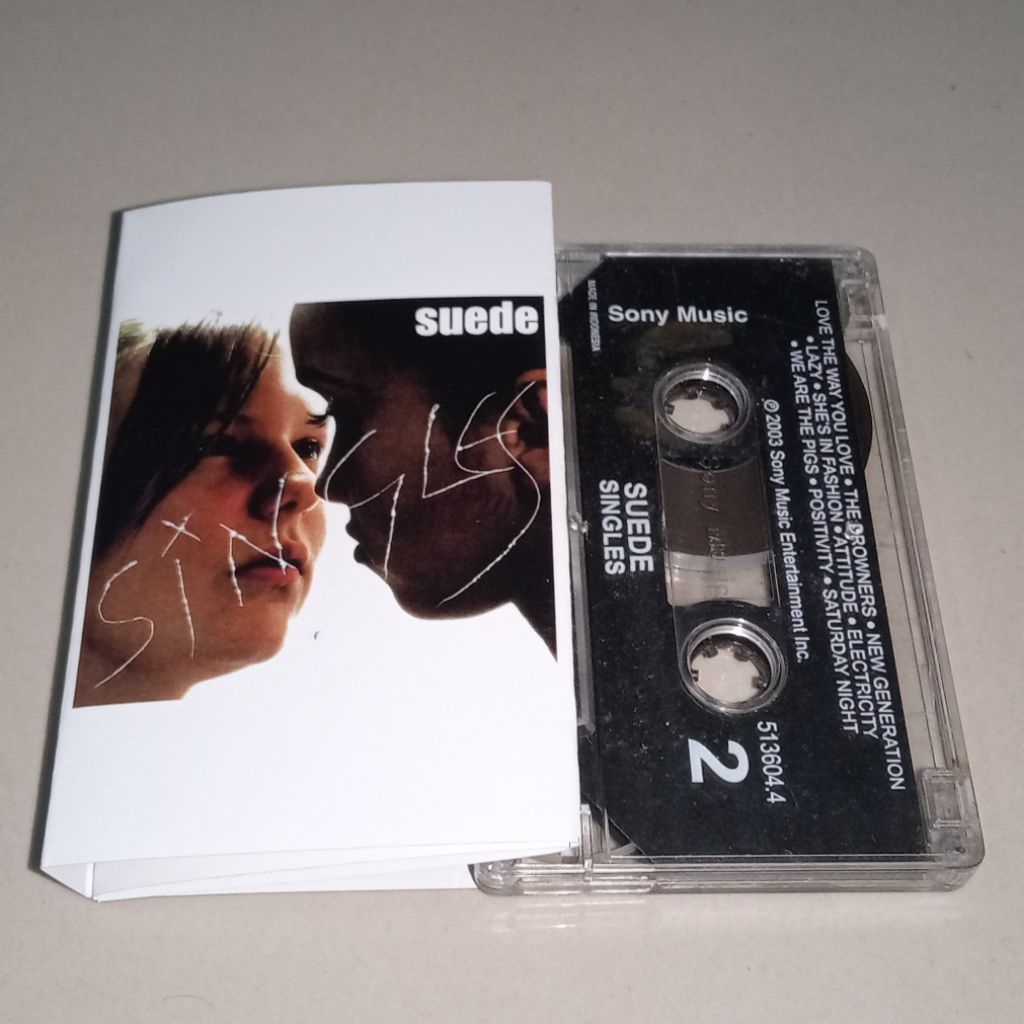 suede
SINGLES
MADE IN INDONESIA
Sony Music
LOVE THE WAY YOU LOVE • THE DROWNERS • NEW GENERATION
• LAZY • SHE'S IN FASHION • ATTITUDE • ELECTRICITY
• WE ARE THE PIGS • POSITIVITY • SATURDAY NIGHT
℗ 2003 Sony Music Entertainment Inc.
SUEDE
SINGLES
513604.4
2